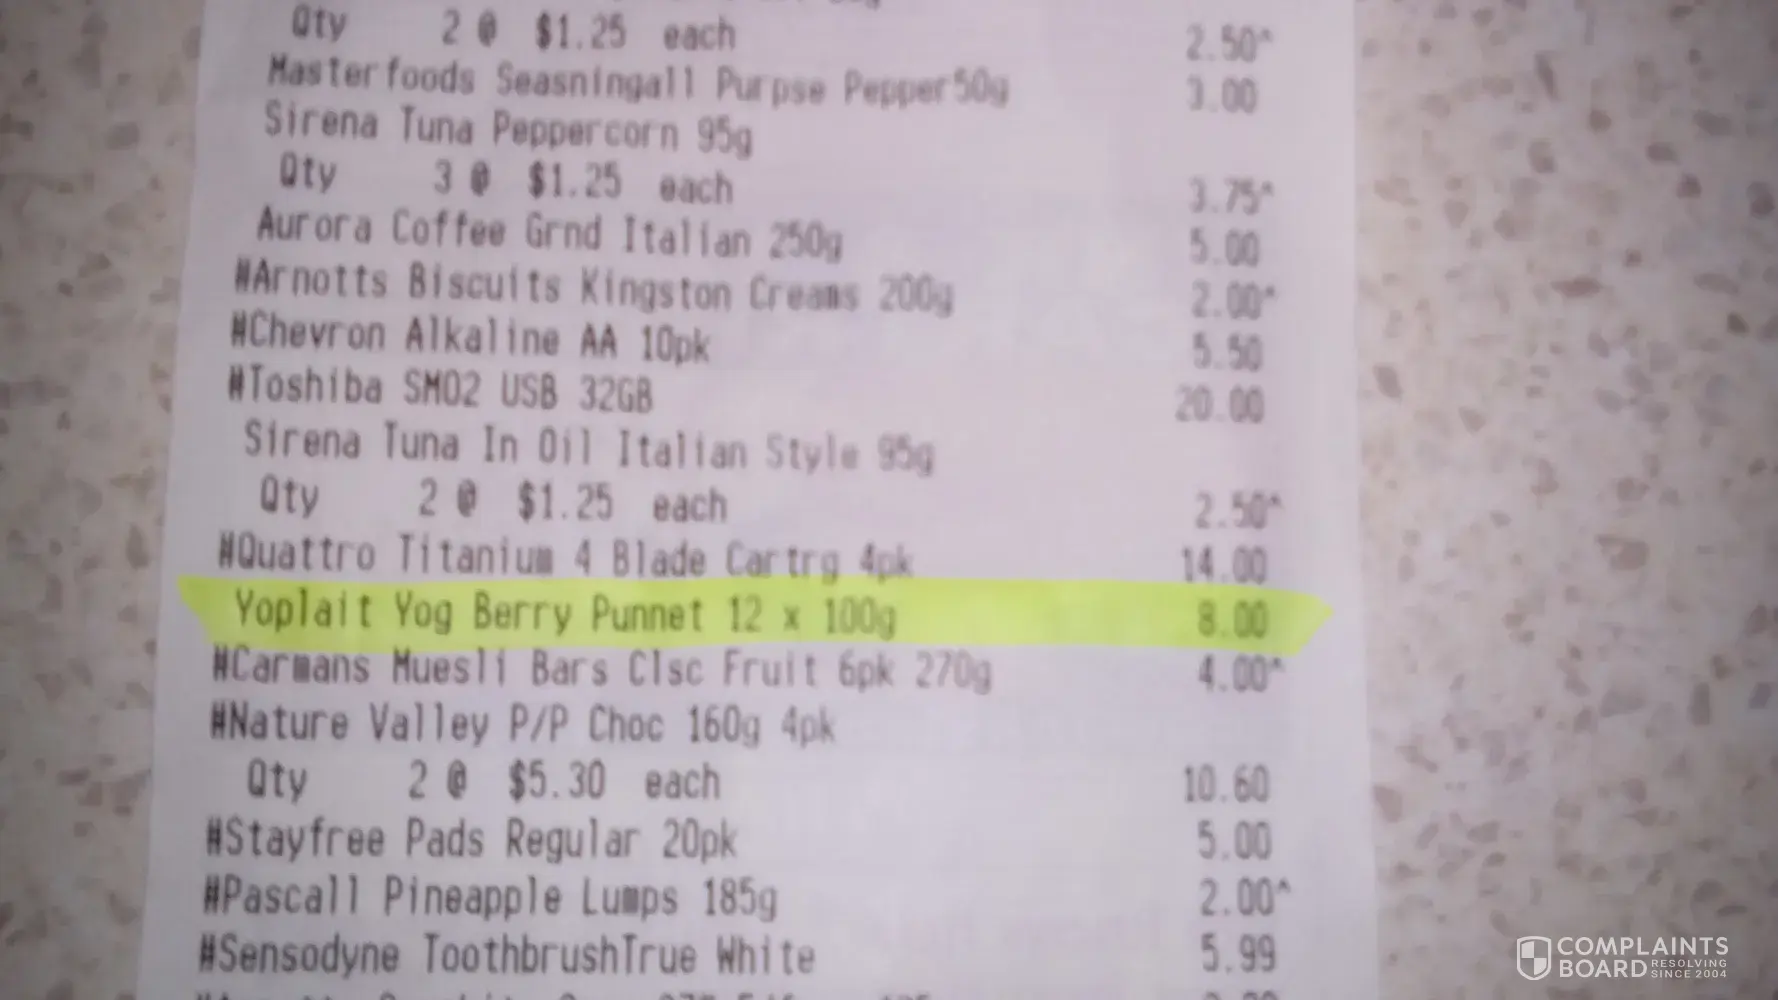 Qty 2 @ $1.25 each 2.50^
Masterfoods Seasningall Purpse Pepper50g 3.00
Sirena Tuna Peppercorn 95g
Qty 3 @ $1.25 each 3.75^
Aurora Coffee Grnd Italian 250g 5.00
#Arnotts Biscuits Kingston Creams 200g 2.00^
#Chevron Alkaline AA 10pk 5.50
#Toshiba SM02 USB 32GB 20.00
Sirena Tuna In Oil Italian Style 95g
Qty 2 @ $1.25 each 2.50^
#Quattro Titanium 4 Blade Cartrg 4pk 14.00
Yoplait Yog Berry Punnet 12 x 100g 8.00
#Carmans Muesli Bars Clsc Fruit 6pk 270g 4.00^
#Nature Valley P/P Choc 160g 4pk
Qty 2 @ $5.30 each 10.60
#Stayfree Pads Regular 20pk 5.00
#Pascall Pineapple Lumps 185g 2.00^
#Sensodyne ToothbrushTrue White 5.99
COMPLAINTS
BOARD RESOLVING SINCE 2004